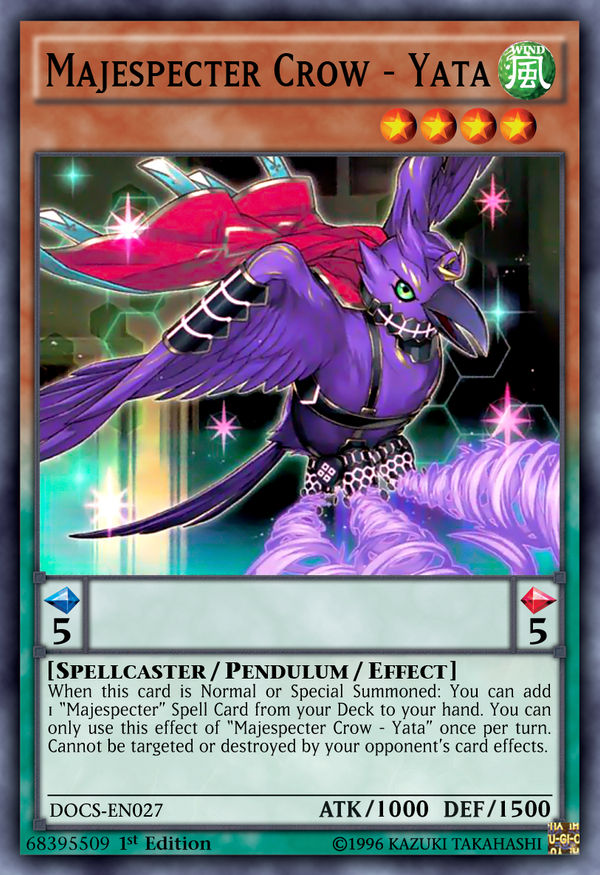 Majespecter Crow - Yata
WIND
風
5
5
[Spellcaster / Pendulum / Effect]
When this card is Normal or Special Summoned: You can add
1 “Majespecter” Spell Card from your Deck to your hand. You can
only use this effect of “Majespecter Crow - Yata” once per turn.
Cannot be targeted or destroyed by your opponent's card effects.
DOCS-EN027
ATK/1000 DEF/1500
68395509 1st Edition
©1996 KAZUKI TAKAHASHI